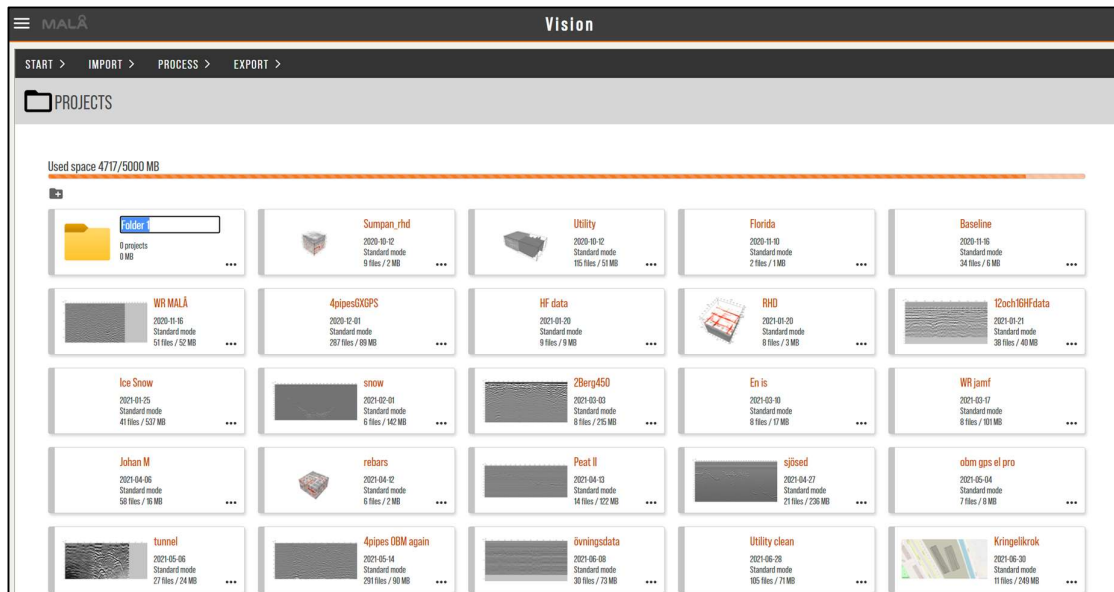 MALÅ
Vision
START > IMPORT > PROCESS > EXPORT >
PROJECTS
Used space 4717/5000 MB
Folder 1
0 projects
0 MB
Sumpan_rhd
2020-10-12
Standard mode
9 files / 2 MB
Utility
2020-10-12
Standard mode
115 files / 51 MB
Florida
2020-11-10
Standard mode
2 files / 1 MB
Baseline
2020-11-16
Standard mode
34 files / 6 MB
WR MALÅ
2020-11-16
Standard mode
51 files / 52 MB
4pipesGXGPS
2020-12-01
Standard mode
287 files / 89 MB
HF data
2021-01-20
Standard mode
9 files / 9 MB
RHD
2021-01-20
Standard mode
8 files / 3 MB
12och16HFdata
2021-01-21
Standard mode
38 files / 40 MB
Ice Snow
2021-01-25
Standard mode
41 files / 537 MB
snow
2021-02-01
Standard mode
6 files / 142 MB
2Berg450
2021-03-03
Standard mode
8 files / 215 MB
En is
2021-03-10
Standard mode
8 files / 17 MB
WR jamf
2021-03-17
Standard mode
8 files / 101 MB
Johan M
2021-04-06
Standard mode
58 files / 16 MB
rebars
2021-04-12
Standard mode
6 files / 2 MB
Peat II
2021-04-13
Standard mode
14 files / 122 MB
sjösed
2021-04-27
Standard mode
21 files / 236 MB
obm gps el pro
2021-05-04
Standard mode
7 files / 8 MB
tunnel
2021-05-06
Standard mode
27 files / 24 MB
4pipes OBM again
2021-05-14
Standard mode
291 files / 90 MB
övningsdata
2021-06-08
Standard mode
30 files / 73 MB
Utility clean
2021-06-28
Standard mode
105 files / 71 MB
Kringelikrok
2021-06-30
Standard mode
11 files / 249 MB